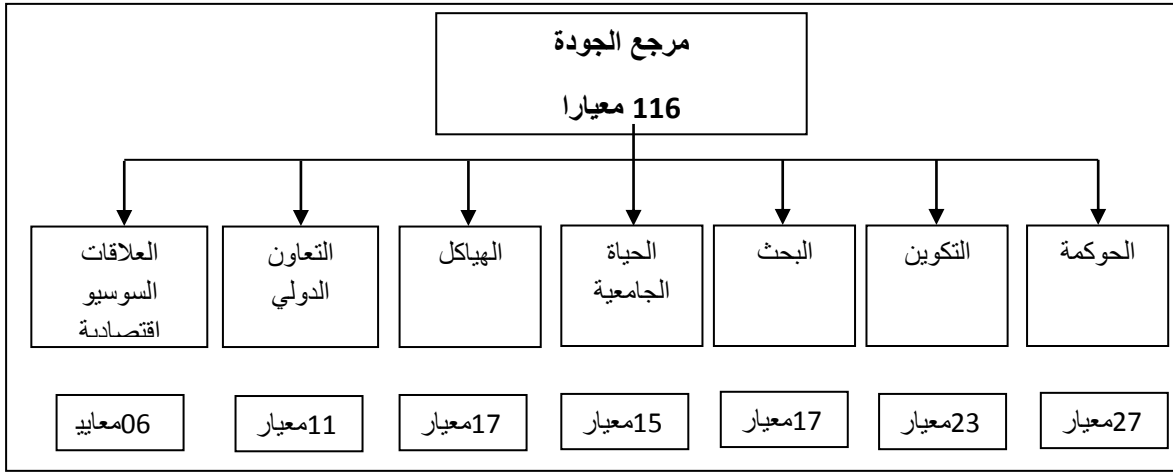 مرجع الجودة
116 معيارا
الحوكمة
التكوين
البحث
الحياة
الجامعية
الهياكل
التعاون
الدولي
العلاقات
السوسيو
اقتصادية
27معيار
23معيار
17معيار
15معيار
17معيار
11معيار
06معايي